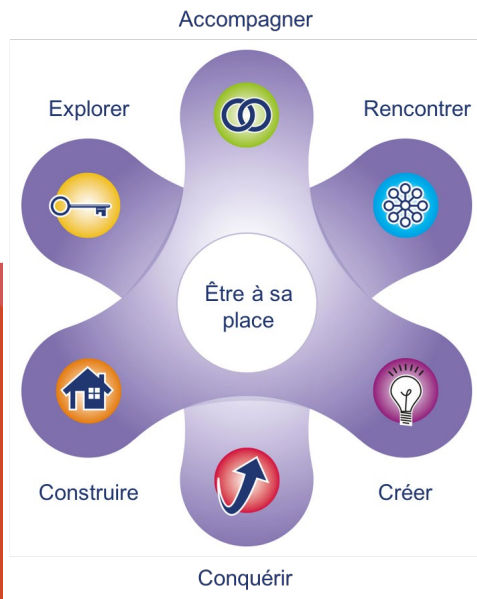 Accompagner
Explorer
Rencontrer
Être à sa
place
Construire
Créer
Conquérir